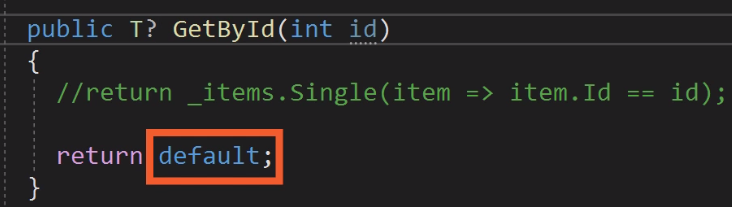 public T? GetById(int id)
{
//return _items.Single(item => item.Id == id);
return default;
}